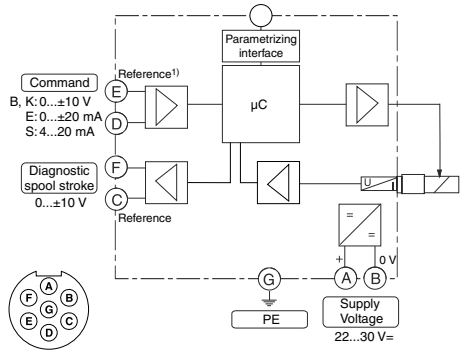 Parametrizing
interface
Command
Reference1)
B, K: 0...±10 V
E: 0...±20 mA
S: 4...20 mA
E
D
µC
Diagnostic
spool stroke
0...±10 V
F
C
Reference
U
=
=
+
0 V
G
A
B
PE
Supply
Voltage
22...30 V=
A
F
B
G
E
C
D